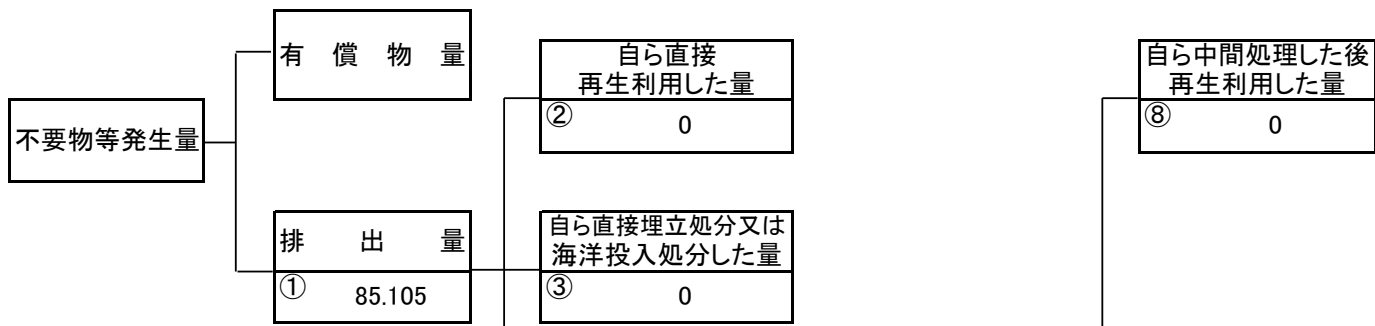 不要物等発生量
有償物量
排出量
① 85.105
自ら直接
再生利用した量
② 0
自ら直接埋立処分又は
海洋投入処分した量
③ 0
自ら中間処理した後
再生利用した量
⑧ 0